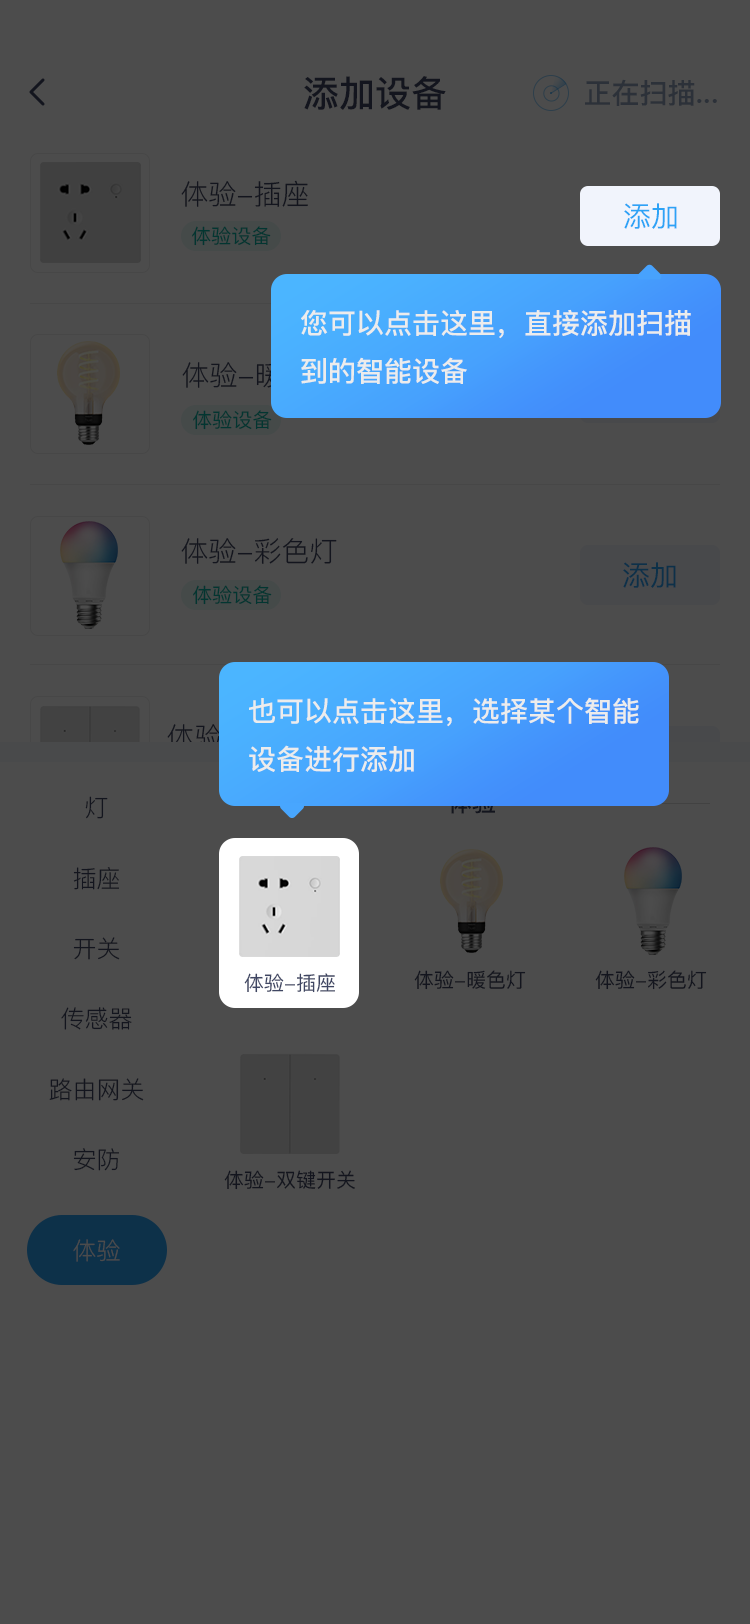 添加设备
正在扫描...
体验-插座
体验设备
添加
您可以点击这里，直接添加扫描
到的智能设备
体验-暖
体验设备
体验-彩色灯
体验设备
添加
体验
也可以点击这里，选择某个智能
设备进行添加
体验
灯
插座
开关
传感器
路由网关
安防
体验
体验-插座
体验-暖色灯
体验-彩色灯
体验-双键开关